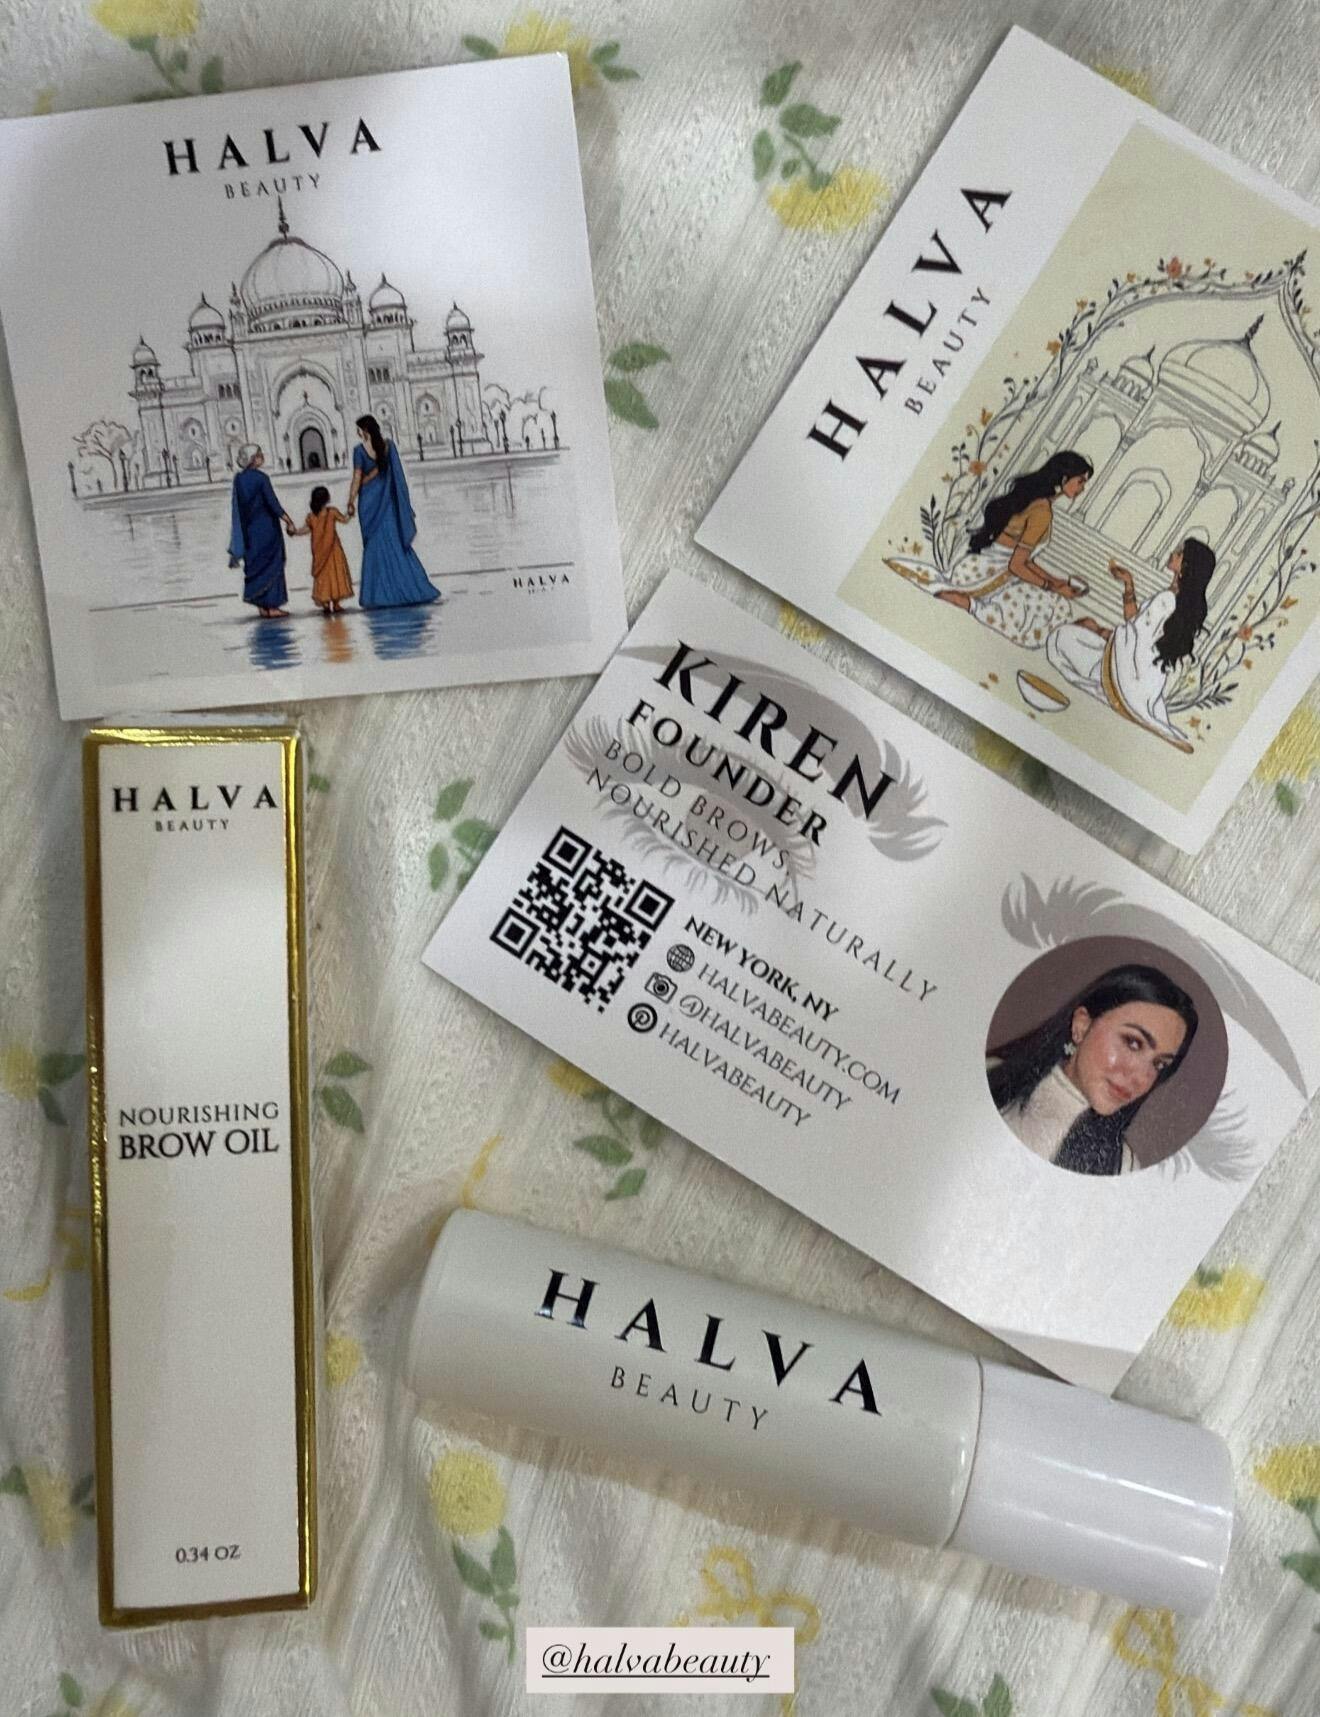 HALVA
BEAUTY
HALVA
HALVA
BEAUTY
KIREN
FOUNDER
BOLD BROWS,
NOURISHED NATURALLY
NEW YORK, NY
HALVABEAUTY.COM
@HALVABEAUTY
HALVABEAUTY
HALVA
BEAUTY
NOURISHING
BROW OIL
0.34 OZ
HALVA
BEAUTY
@halvabeauty